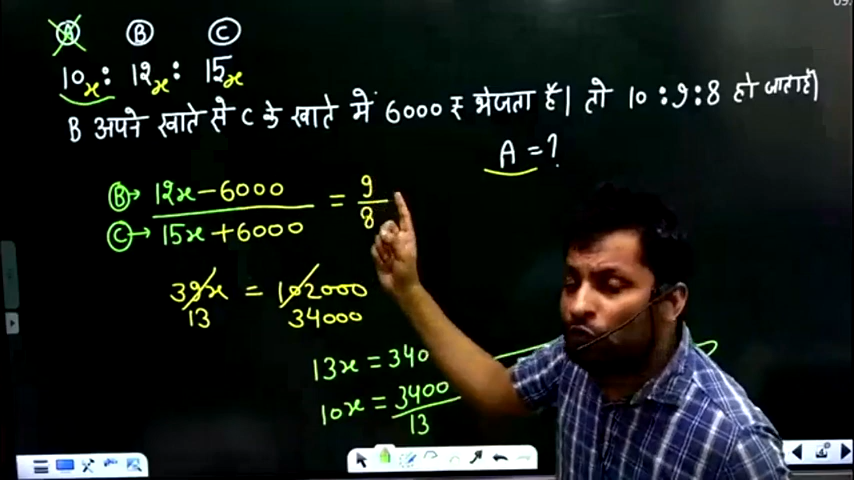 A B C
10x : 12x : 15x
B अपने खाते से C के खाते में 6000 ₹ भेजता है। तो 10 : 9 : 8 हो जाता है।
A = ?
B → 12x - 6000 = 9
C → 15x + 6000 8
39x = 102000
13 34000
13x = 340
10x = 3400
13